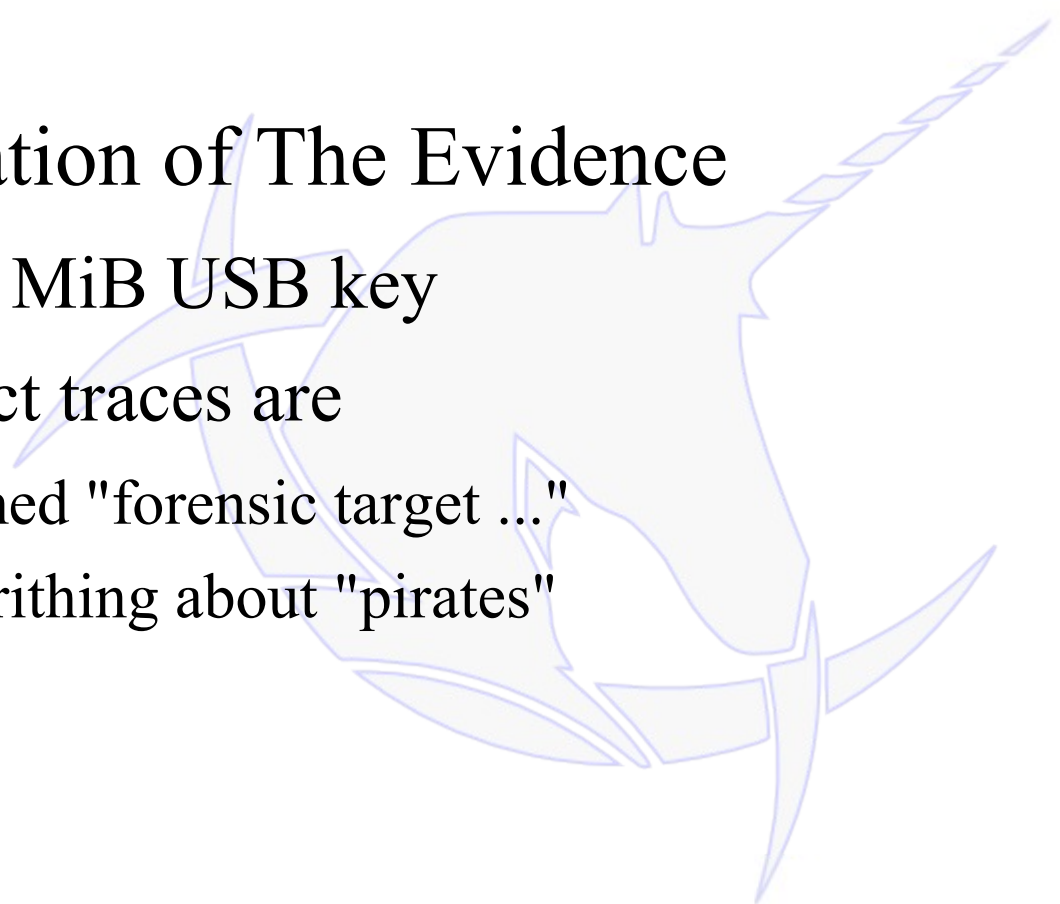 ation of The Evidence
MiB USB key
ct traces are
ned "forensic target ..."
rithing about "pirates"